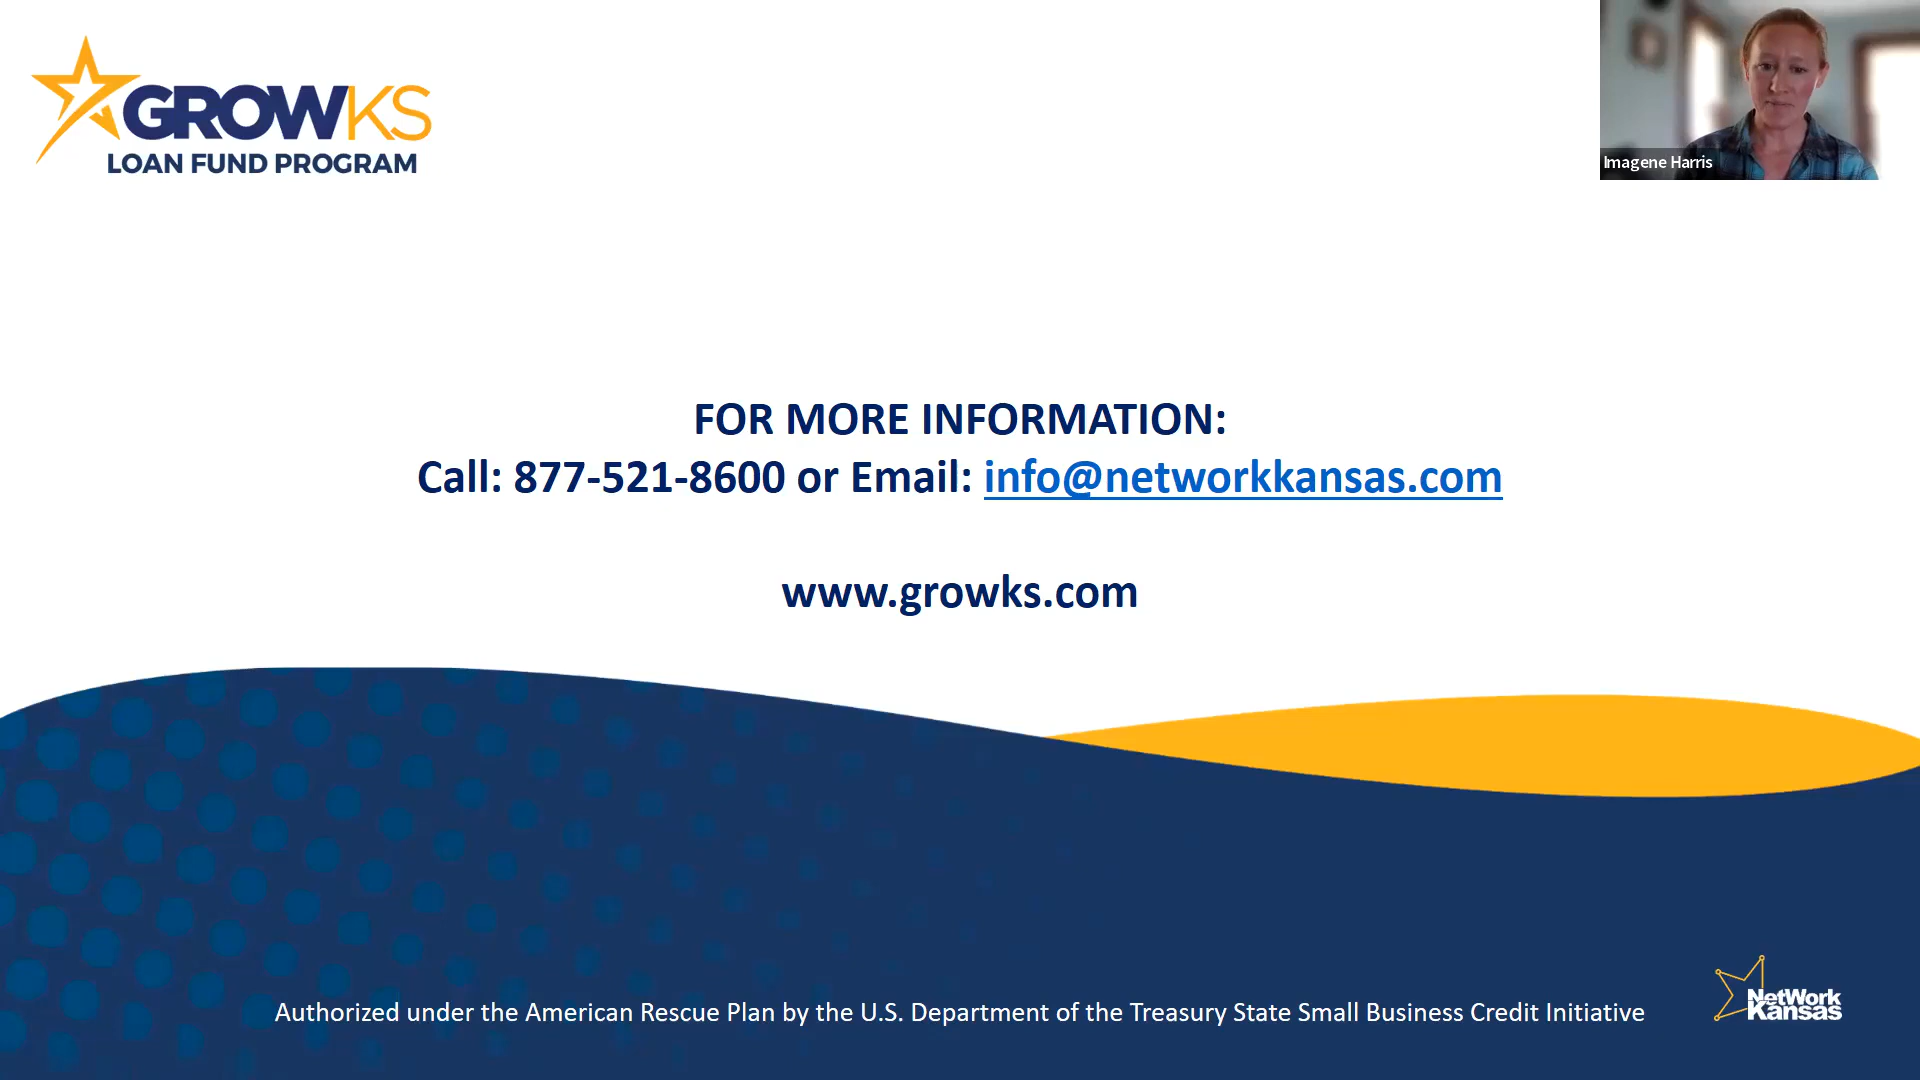 GROWKS
LOAN FUND PROGRAM
Imagene Harris
FOR MORE INFORMATION:
Call: 877-521-8600 or Email: info@networkkansas.com
www.growks.com
Authorized under the American Rescue Plan by the U.S. Department of the Treasury State Small Business Credit Initiative
NetWork
Kansas